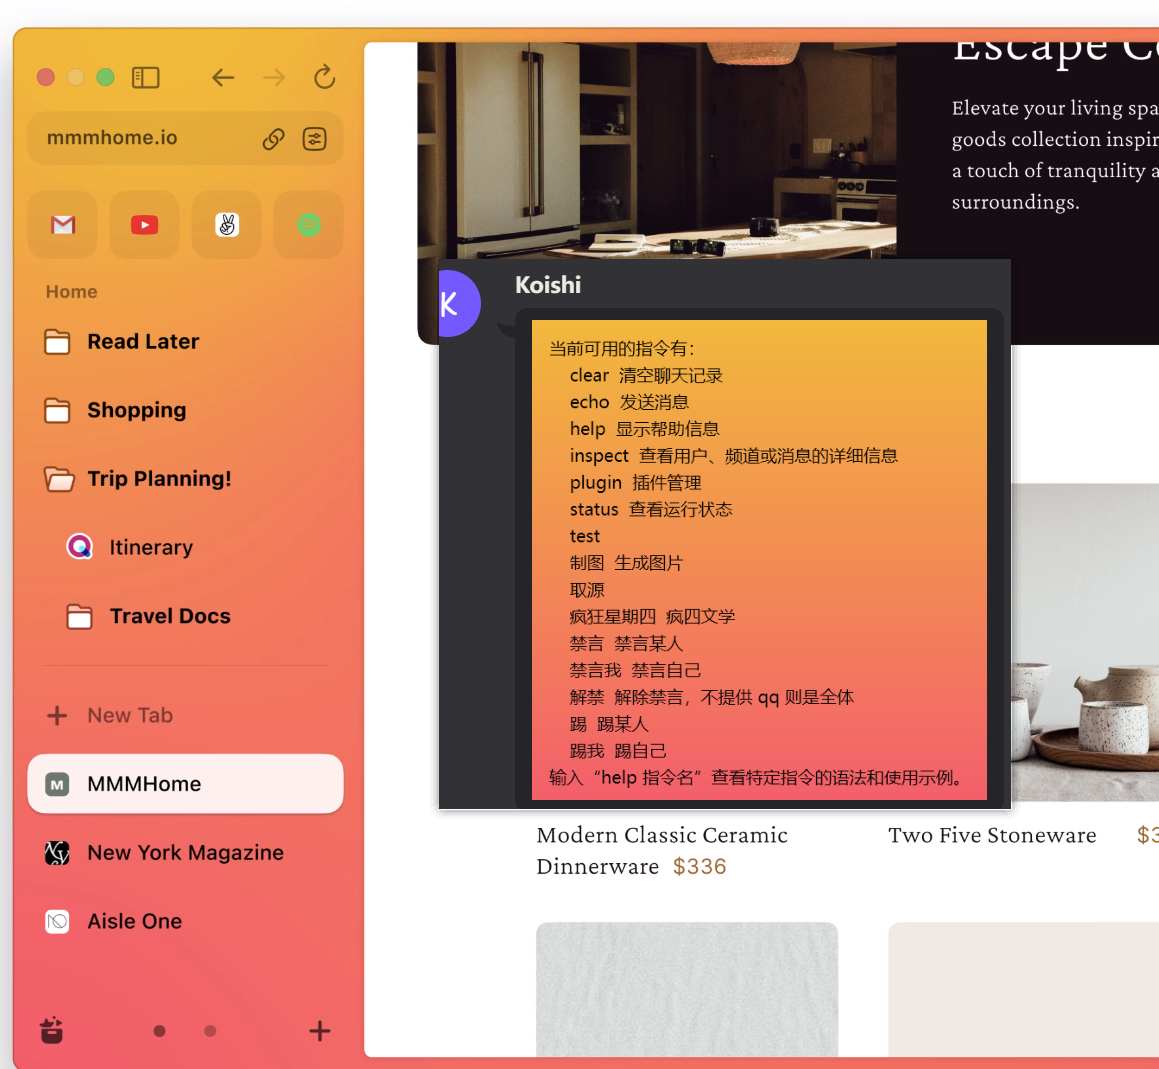 mmmhome.io
Home
Read Later
Shopping
Trip Planning!
Itinerary
Travel Docs
New Tab
M
MMMHome
New York Magazine
Aisle One
Escape
Elevate your living
goods collection
a touch of tranquility
surroundings.
K
Koishi
当前可用的指令有：
clear 清空聊天记录
echo 发送消息
help 显示帮助信息
inspect 查看用户、频道或消息的详细信息
plugin 插件管理
status 查看运行状态
test
制图 生成图片
取源
疯狂星期四 疯四文学
禁言 禁言某人
禁言我 禁言自己
解禁 解除禁言，不提供 qq 则是全体
踢 踢某人
踢我 踢自己
输入“help 指令名”查看特定指令的语法和使用示例。
Modern Classic Ceramic
Dinnerware $336
Two Five Stoneware